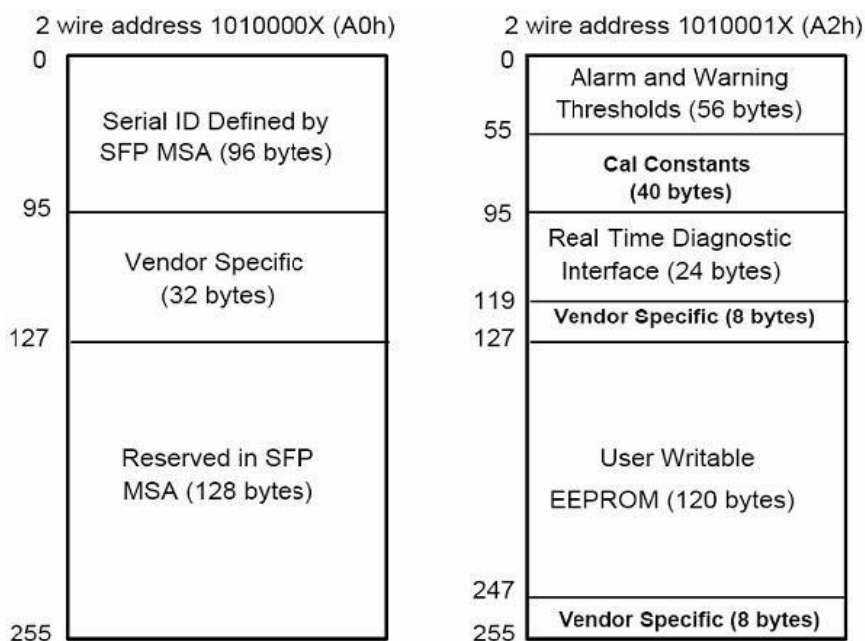 2 wire address 1010000X (A0h)
0
Serial ID Defined by
SFP MSA (96 bytes)
95
Vendor Specific
(32 bytes)
127
Reserved in SFP
MSA (128 bytes)
255
2 wire address 1010001X (A2h)
0
Alarm and Warning
Thresholds (56 bytes)
55
Cal Constants
(40 bytes)
95
Real Time Diagnostic
Interface (24 bytes)
119
Vendor Specific (8 bytes)
127
User Writable
EEPROM (120 bytes)
247
Vendor Specific (8 bytes)
255